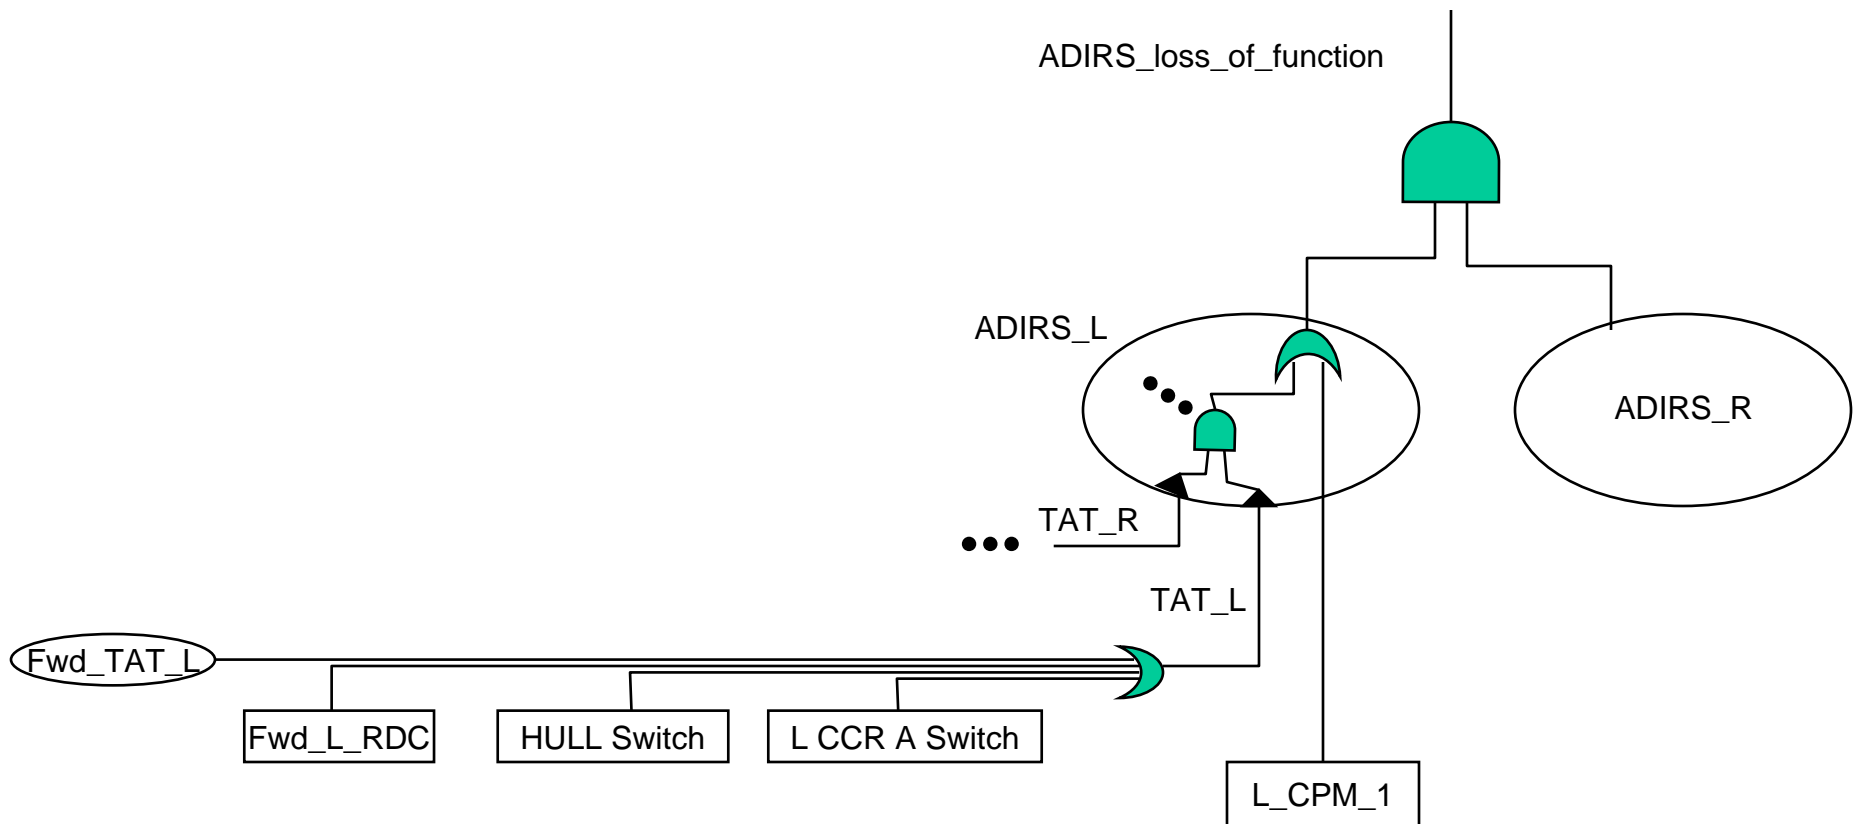 ADIRS_loss_of_function
ADIRS_L
ADIRS_R
TAT_R
TAT_L
Fwd_TAT_L
Fwd_L_RDC
HULL Switch
L CCR A Switch
L_CPM_1